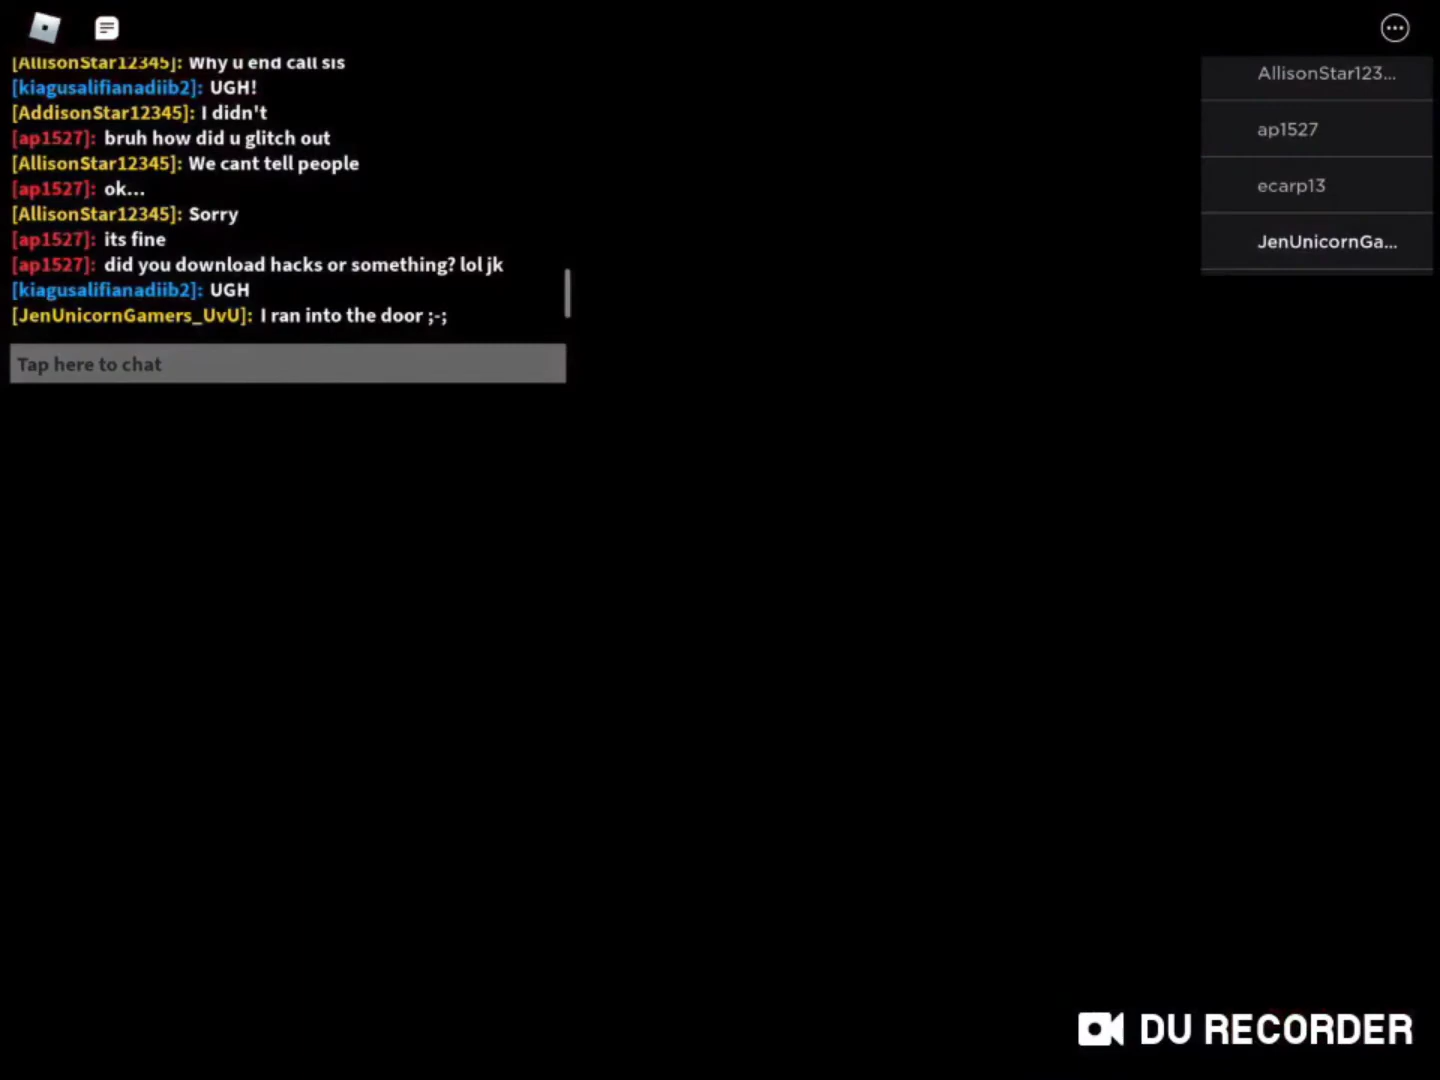 [AllisonStar12345]: Why u end call sis
[kiagusalifianadiib2]: UGH!
[AddisonStar12345]: I didn't
[ap1527]: bruh how did u glitch out
[AllisonStar12345]: We cant tell people
[ap1527]: ok...
[AllisonStar12345]: Sorry
[ap1527]: its fine
[ap1527]: did you download hacks or something? lol jk
[kiagusalifianadiib2]: UGH
[JenUnicornGamers_UvU]: I ran into the door ;-;
Tap here to chat
AllisonStar123...
ap1527
ecarp13
JenUnicornGa...
DU RECORDER